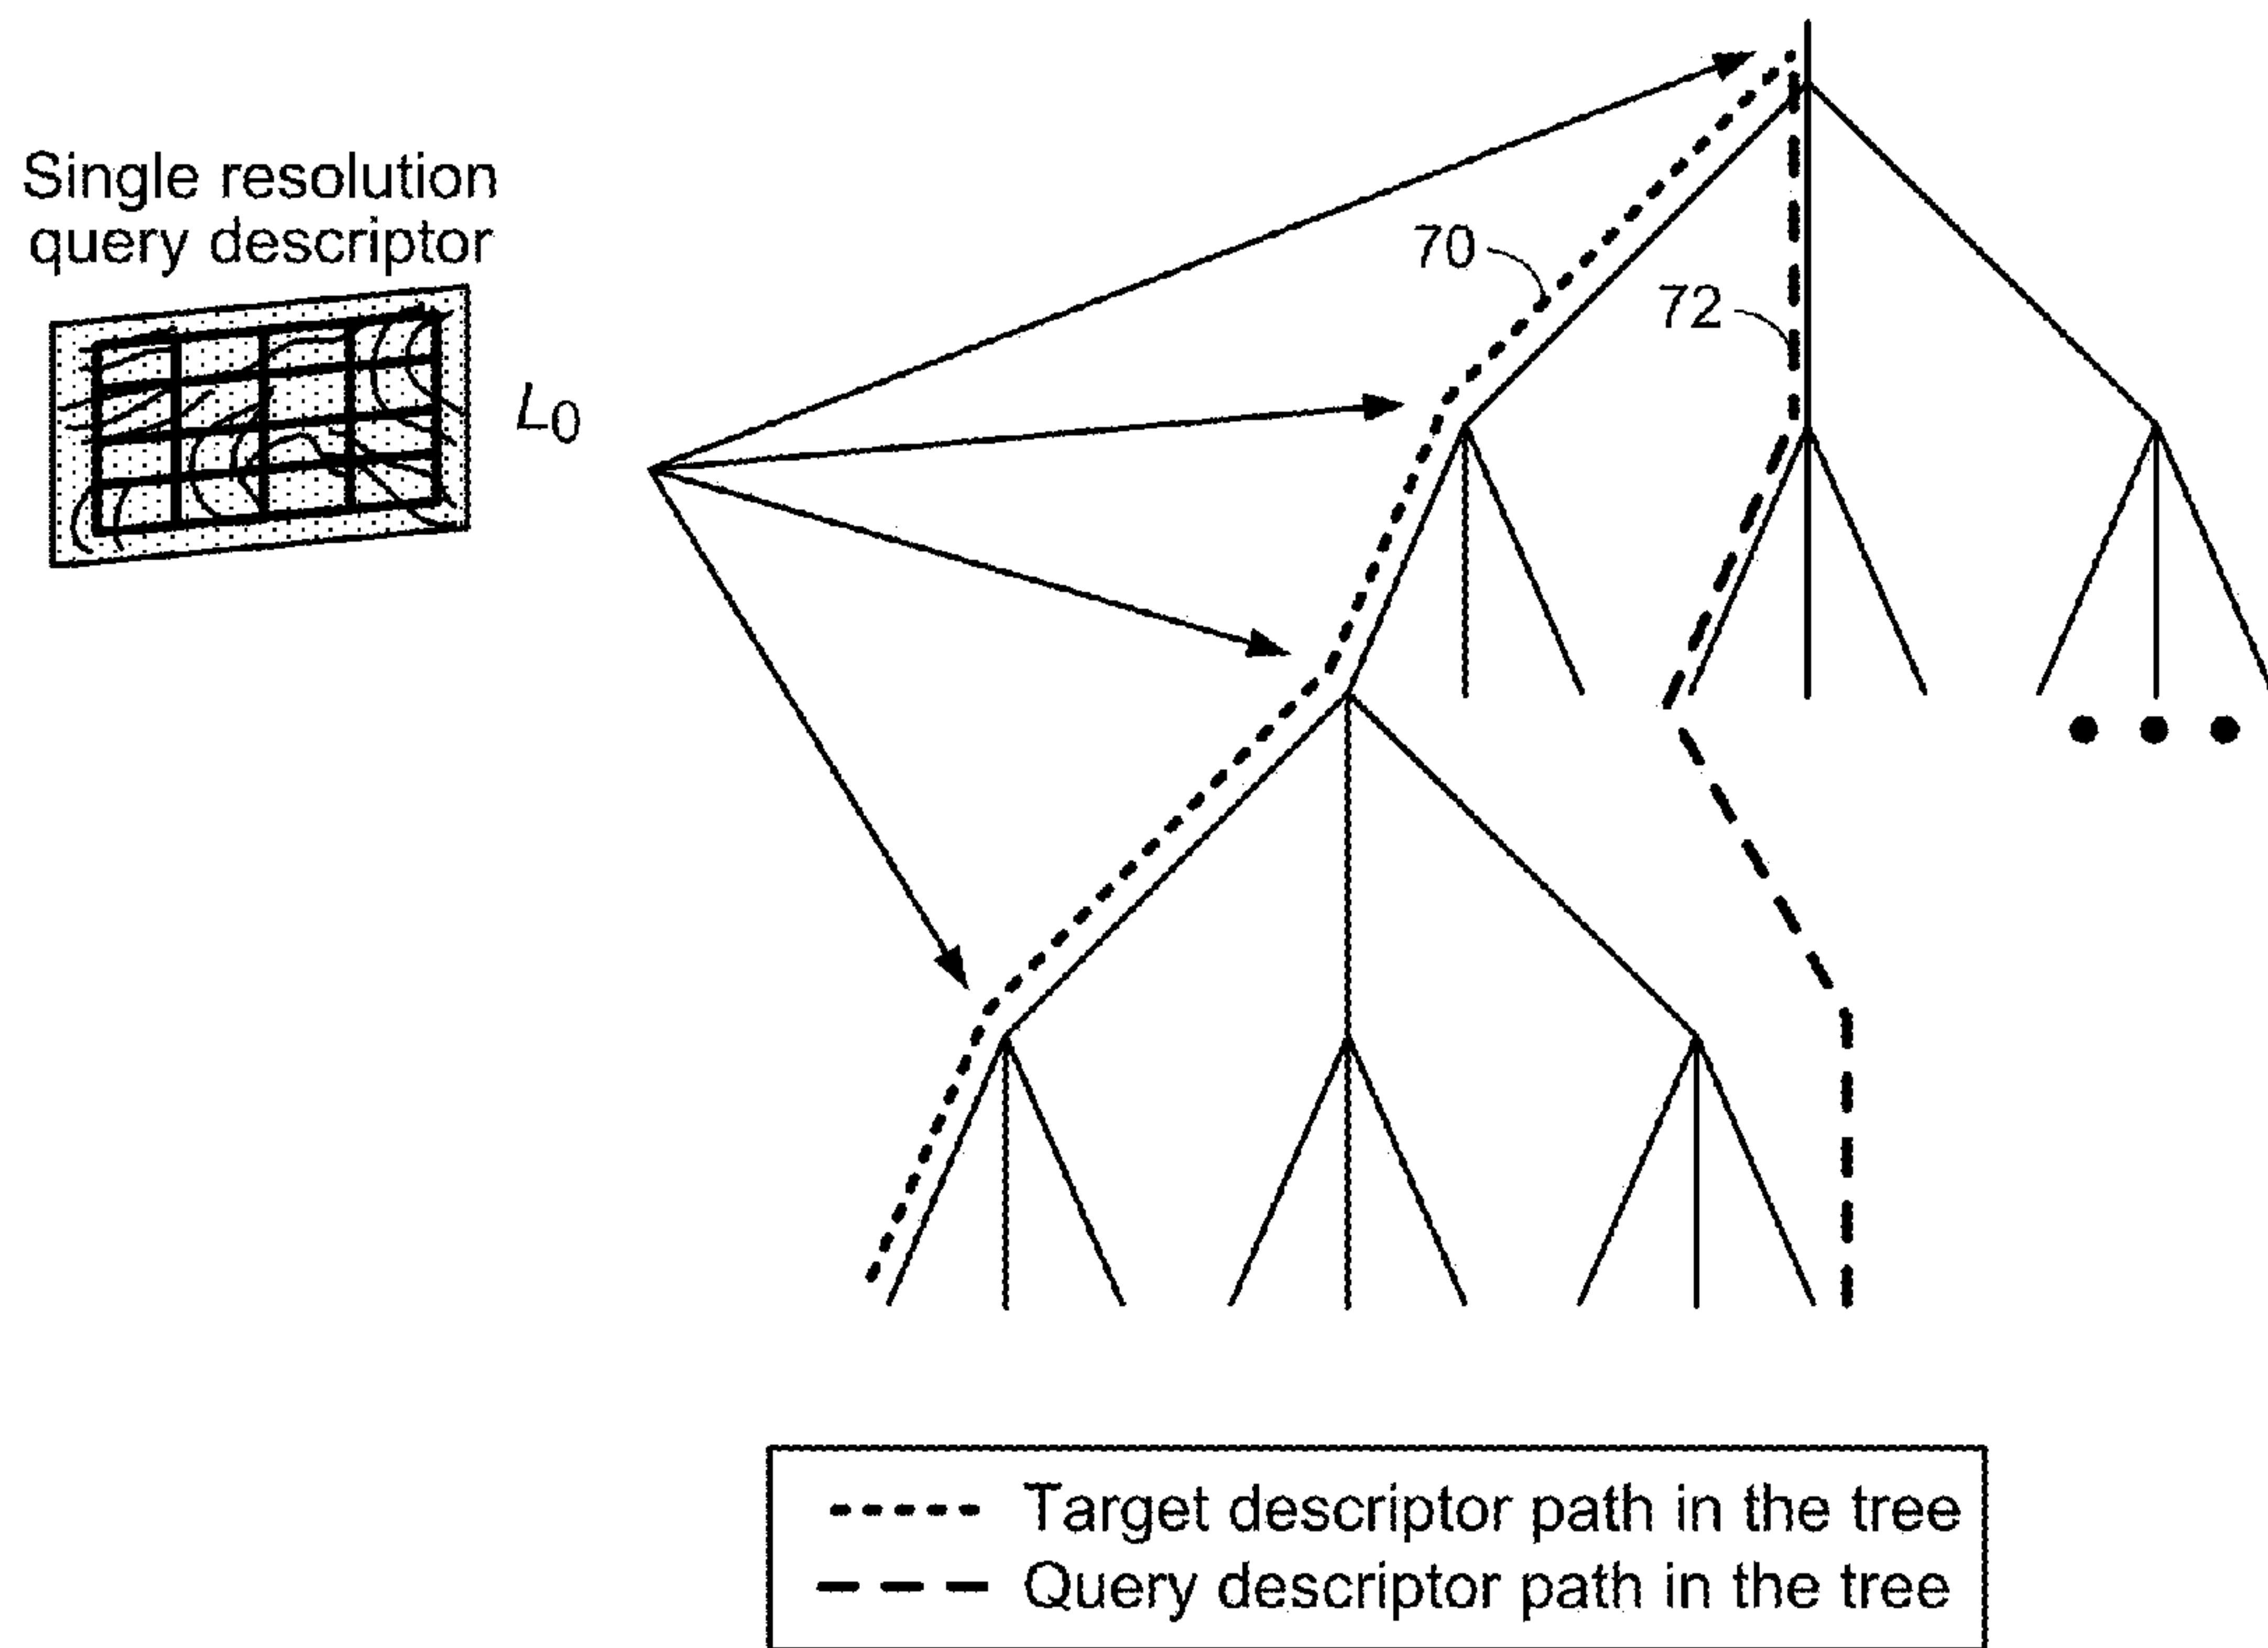 Single resolution
query descriptor
L0
70
72
Target descriptor path in the tree
Query descriptor path in the tree